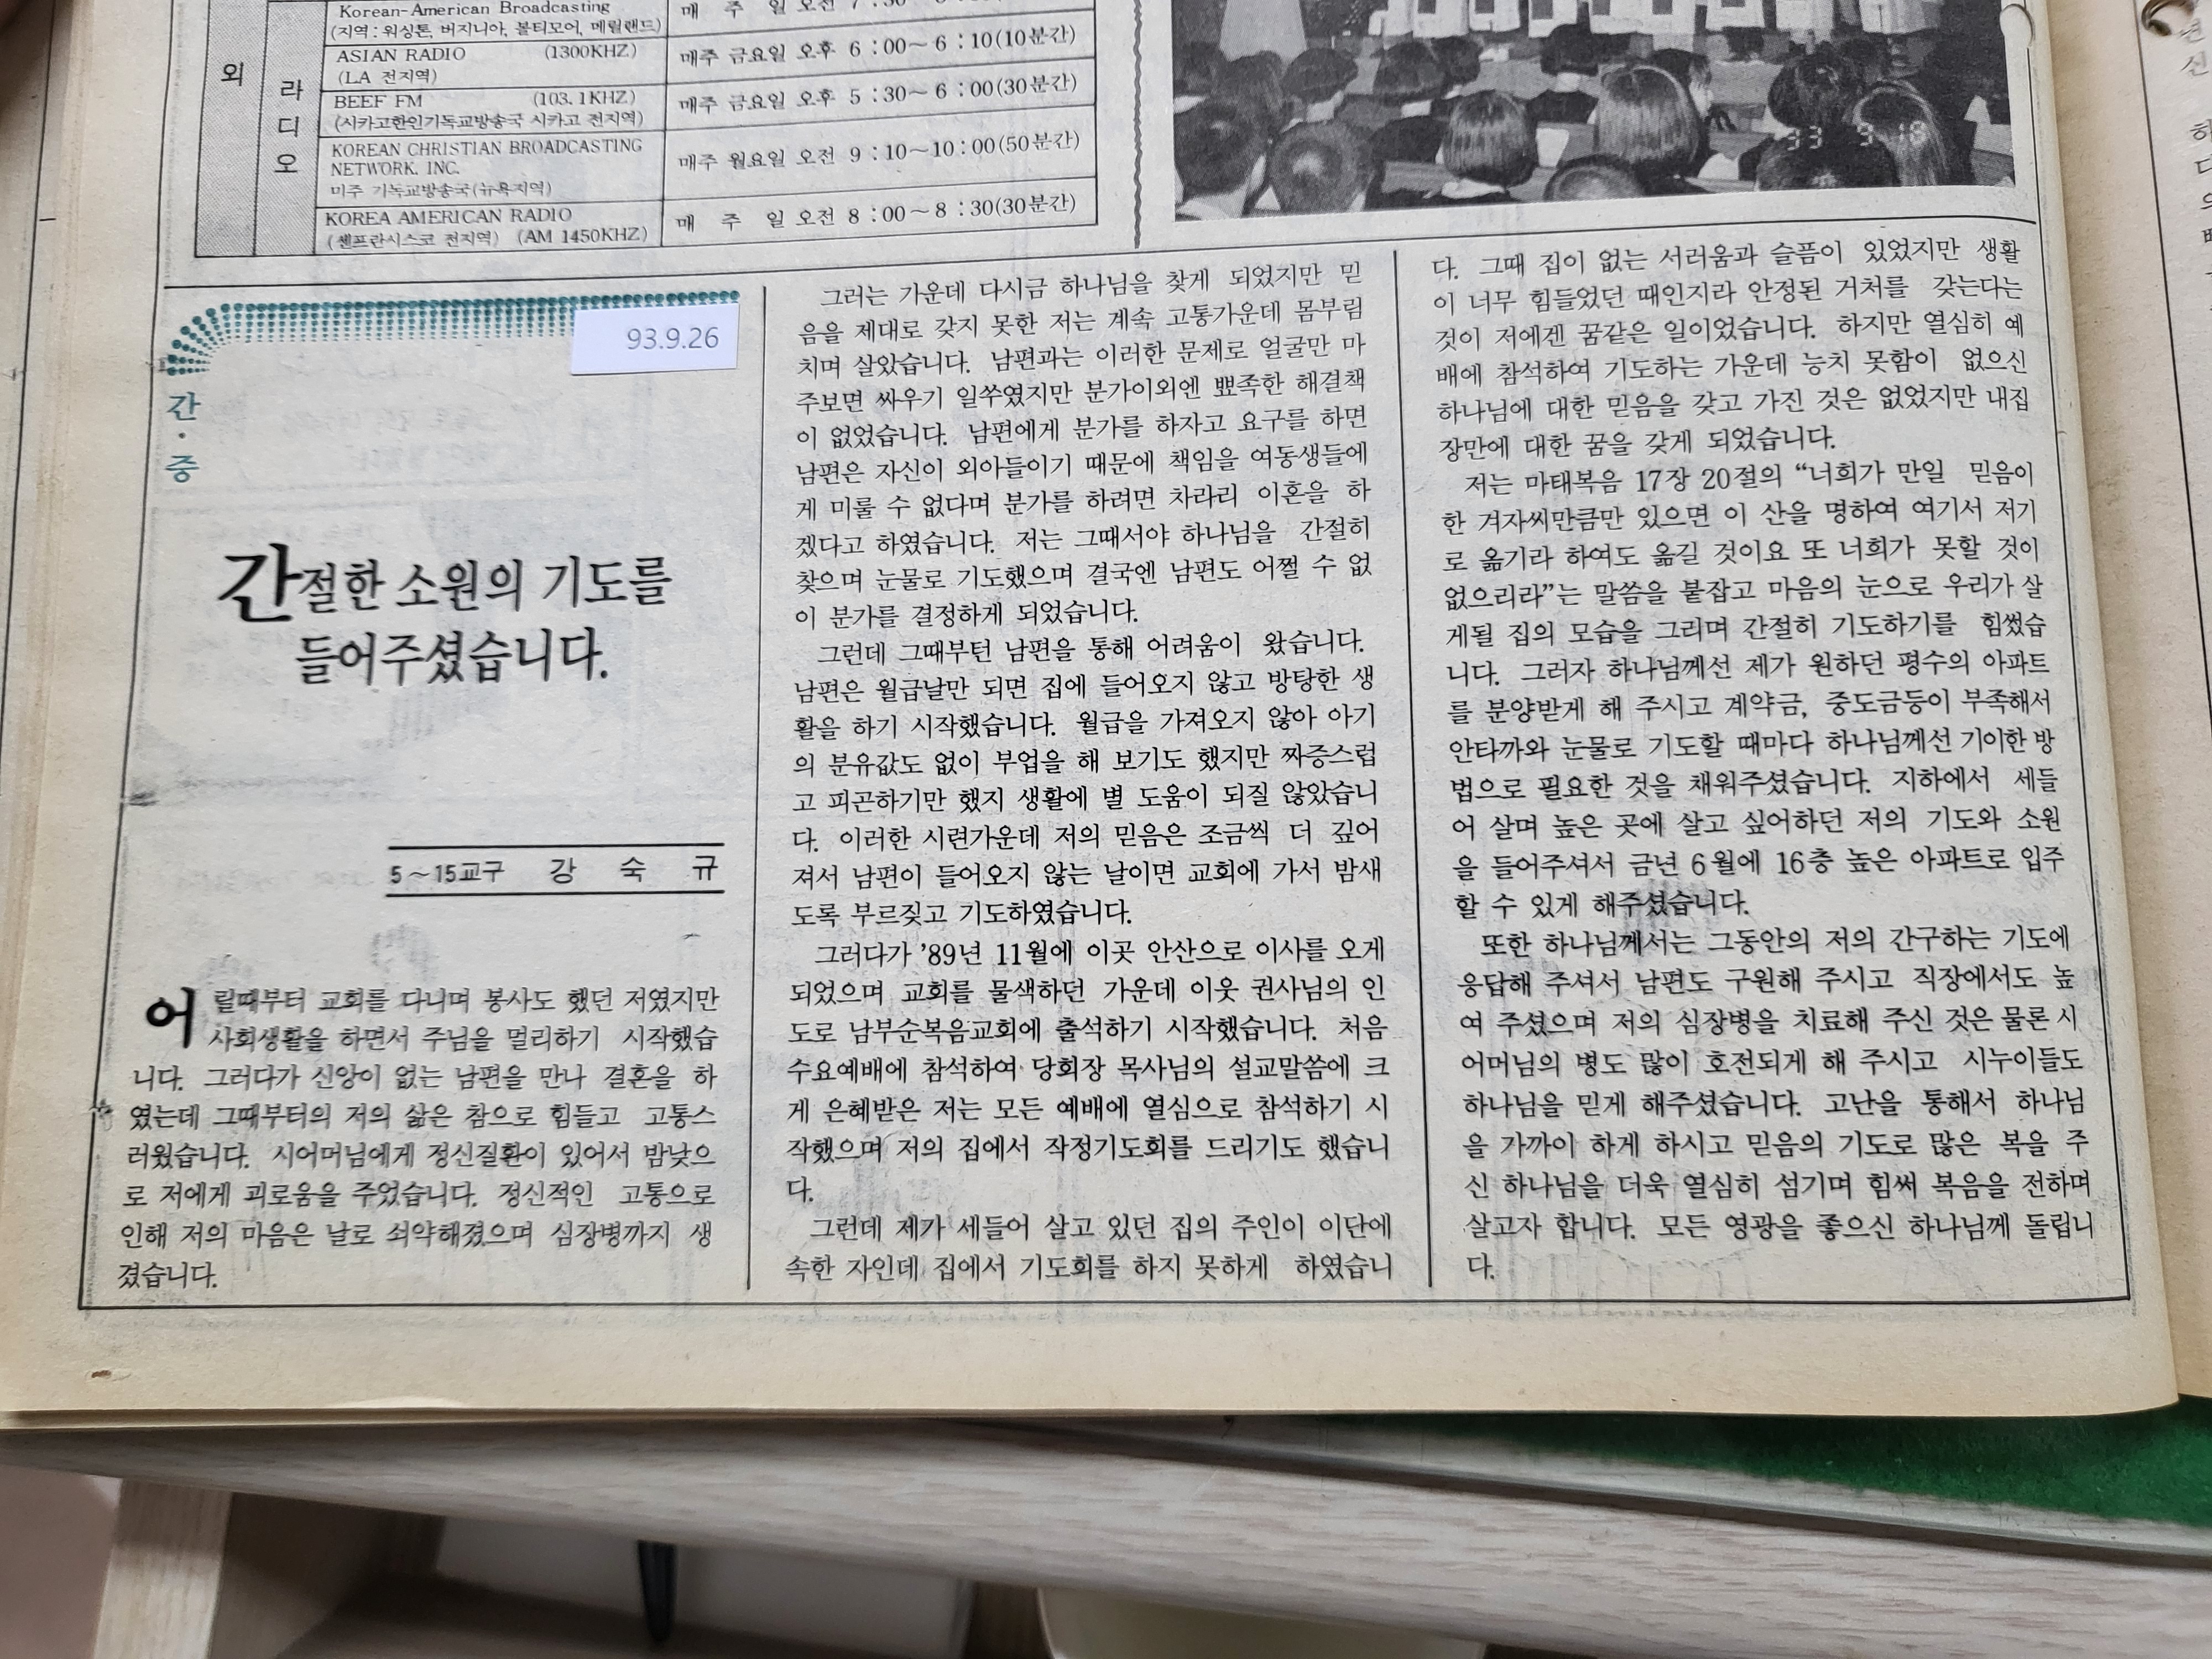 외
라
디
오
Korean-American Broadcasting
(지역 : 워싱톤, 버지니아, 볼티모어, 메릴랜드)
매 주 일 오전
ASIAN RADIO (1300KHZ)
(LA 전지역)
매주 금요일 오후 6 : 00~ 6 : 10(10분간)
BEEF FM (103. 1KHZ)
(시카고한인기독교방송국 시카고 전지역)
매주 금요일 오후 5 : 30~ 6 : 00(30분간)
KOREAN CHRISTIAN BROADCASTING
NETWORK. INC.
미주 기독교방송국(뉴욕지역)
매주 월요일 오전 9 : 10~10 : 00(50분간)
KOREA AMERICAN RADIO
(쎈프란시스코 전지역) (AM 1450KHZ)
매 주 일 오전 8 : 00~ 8 : 30(30분간)
93 9 18
93.9.26
간
·
증
간절한 소원의 기도를
들어주셨습니다.
5~15교구 강 숙 규
어릴때부터 교회를 다니며 봉사도 했던 저였지만
사회생활을 하면서 주님을 멀리하기 시작했습
니다. 그러다가 신앙이 없는 남편을 만나 결혼을 하
였는데 그때부터의 저의 삶은 참으로 힘들고 고통스
러웠습니다. 시어머님에게 정신질환이 있어서 밤낮으
로 저에게 괴로움을 주었습니다. 정신적인 고통으로
인해 저의 마음은 날로 쇠약해졌으며 심장병까지 생
겼습니다.
그러는 가운데 다시금 하나님을 찾게 되었지만 믿
음을 제대로 갖지 못한 저는 계속 고통가운데 몸부림
치며 살았습니다. 남편과는 이러한 문제로 얼굴만 마
주보면 싸우기 일쑤였지만 분가이외엔 뾰족한 해결책
이 없었습니다. 남편에게 분가를 하자고 요구를 하면
남편은 자신이 외아들이기 때문에 책임을 여동생들에
게 미룰 수 없다며 분가를 하려면 차라리 이혼을 하
겠다고 하였습니다. 저는 그때서야 하나님을 간절히
찾으며 눈물로 기도했으며 결국엔 남편도 어쩔 수 없
이 분가를 결정하게 되었습니다.
그런데 그때부턴 남편을 통해 어려움이 왔습니다.
남편은 월급날만 되면 집에 들어오지 않고 방탕한 생
활을 하기 시작했습니다. 월급을 가져오지 않아 아기
의 분유값도 없이 부업을 해 보기도 했지만 짜증스럽
고 피곤하기만 했지 생활에 별 도움이 되질 않았습니
다. 이러한 시련가운데 저의 믿음은 조금씩 더 깊어
져서 남편이 들어오지 않는 날이면 교회에 가서 밤새
도록 부르짖고 기도하였습니다.
그러다가 ’89년 11월에 이곳 안산으로 이사를 오게
되었으며 교회를 물색하던 가운데 이웃 권사님의 인
도로 남부순복음교회에 출석하기 시작했습니다. 처음
수요예배에 참석하여 당회장 목사님의 설교말씀에 크
게 은혜받은 저는 모든 예배에 열심으로 참석하기 시
작했으며 저의 집에서 작정기도회를 드리기도 했습니
다.
그런데 제가 세들어 살고 있던 집의 주인이 이단에
속한 자인데 집에서 기도회를 하지 못하게 하였습니
다. 그때 집이 없는 서러움과 슬픔이 있었지만 생활
이 너무 힘들었던 때인지라 안정된 거처를 갖는다는
것이 저에겐 꿈같은 일이었습니다. 하지만 열심히 예
배에 참석하여 기도하는 가운데 능치 못함이 없으신
하나님에 대한 믿음을 갖고 가진 것은 없었지만 내집
장만에 대한 꿈을 갖게 되었습니다.
저는 마태복음 17장 20절의 “너희가 만일 믿음이
한 겨자씨만큼만 있으면 이 산을 명하여 여기서 저기
로 옮기라 하여도 옮길 것이요 또 너희가 못할 것이
없으리라”는 말씀을 붙잡고 마음의 눈으로 우리가 살
게될 집의 모습을 그리며 간절히 기도하기를 힘썼습
니다. 그러자 하나님께선 제가 원하던 평수의 아파트
를 분양받게 해 주시고 계약금, 중도금등이 부족해서
안타까와 눈물로 기도할 때마다 하나님께선 기이한 방
법으로 필요한 것을 채워주셨습니다. 지하에서 세들
어 살며 높은 곳에 살고 싶어하던 저의 기도와 소원
을 들어주셔서 금년 6월에 16층 높은 아파트로 입주
할 수 있게 해주셨습니다.
또한 하나님께서는 그동안의 저의 간구하는 기도에
응답해 주셔서 남편도 구원해 주시고 직장에서도 높
여 주셨으며 저의 심장병을 치료해 주신 것은 물론 시
어머님의 병도 많이 호전되게 해 주시고 시누이들도
하나님을 믿게 해주셨습니다. 고난을 통해서 하나님
을 가까이 하게 하시고 믿음의 기도로 많은 복을 주
신 하나님을 더욱 열심히 섬기며 힘써 복음을 전하며
살고자 합니다. 모든 영광을 좋으신 하나님께 돌립니
다.